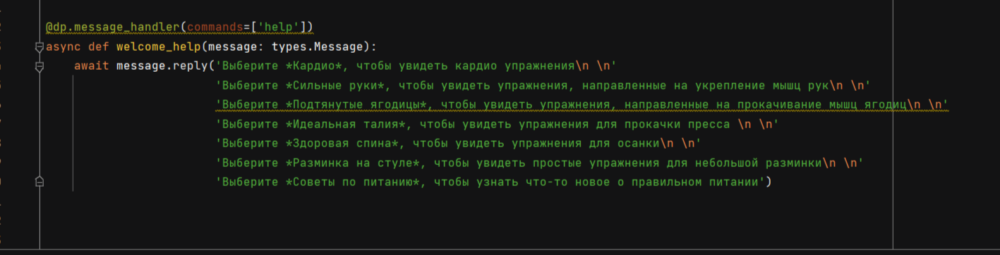 @dp.message_handler(commands=['help'])
async def welcome_help(message: types.Message):
await message.reply('Выберите *Кардио*, чтобы увидеть кардио упражнения\n \n'
'Выберите *Сильные руки*, чтобы увидеть упражнения, направленные на укрепление мышц рук\n \n'
'Выберите *Подтянутые ягодицы*, чтобы увидеть упражнения, направленные на прокачивание мышц ягодиц\n \n'
'Выберите *Идеальная талия*, чтобы увидеть упражнения для прокачки пресса \n \n'
'Выберите *Здоровая спина*, чтобы увидеть упражнения для осанки\n \n'
'Выберите *Разминка на стуле*, чтобы увидеть простые упражнения для небольшой разминки\n \n'
'Выберите *Советы по питанию*, чтобы узнать что-то новое о правильном питании')